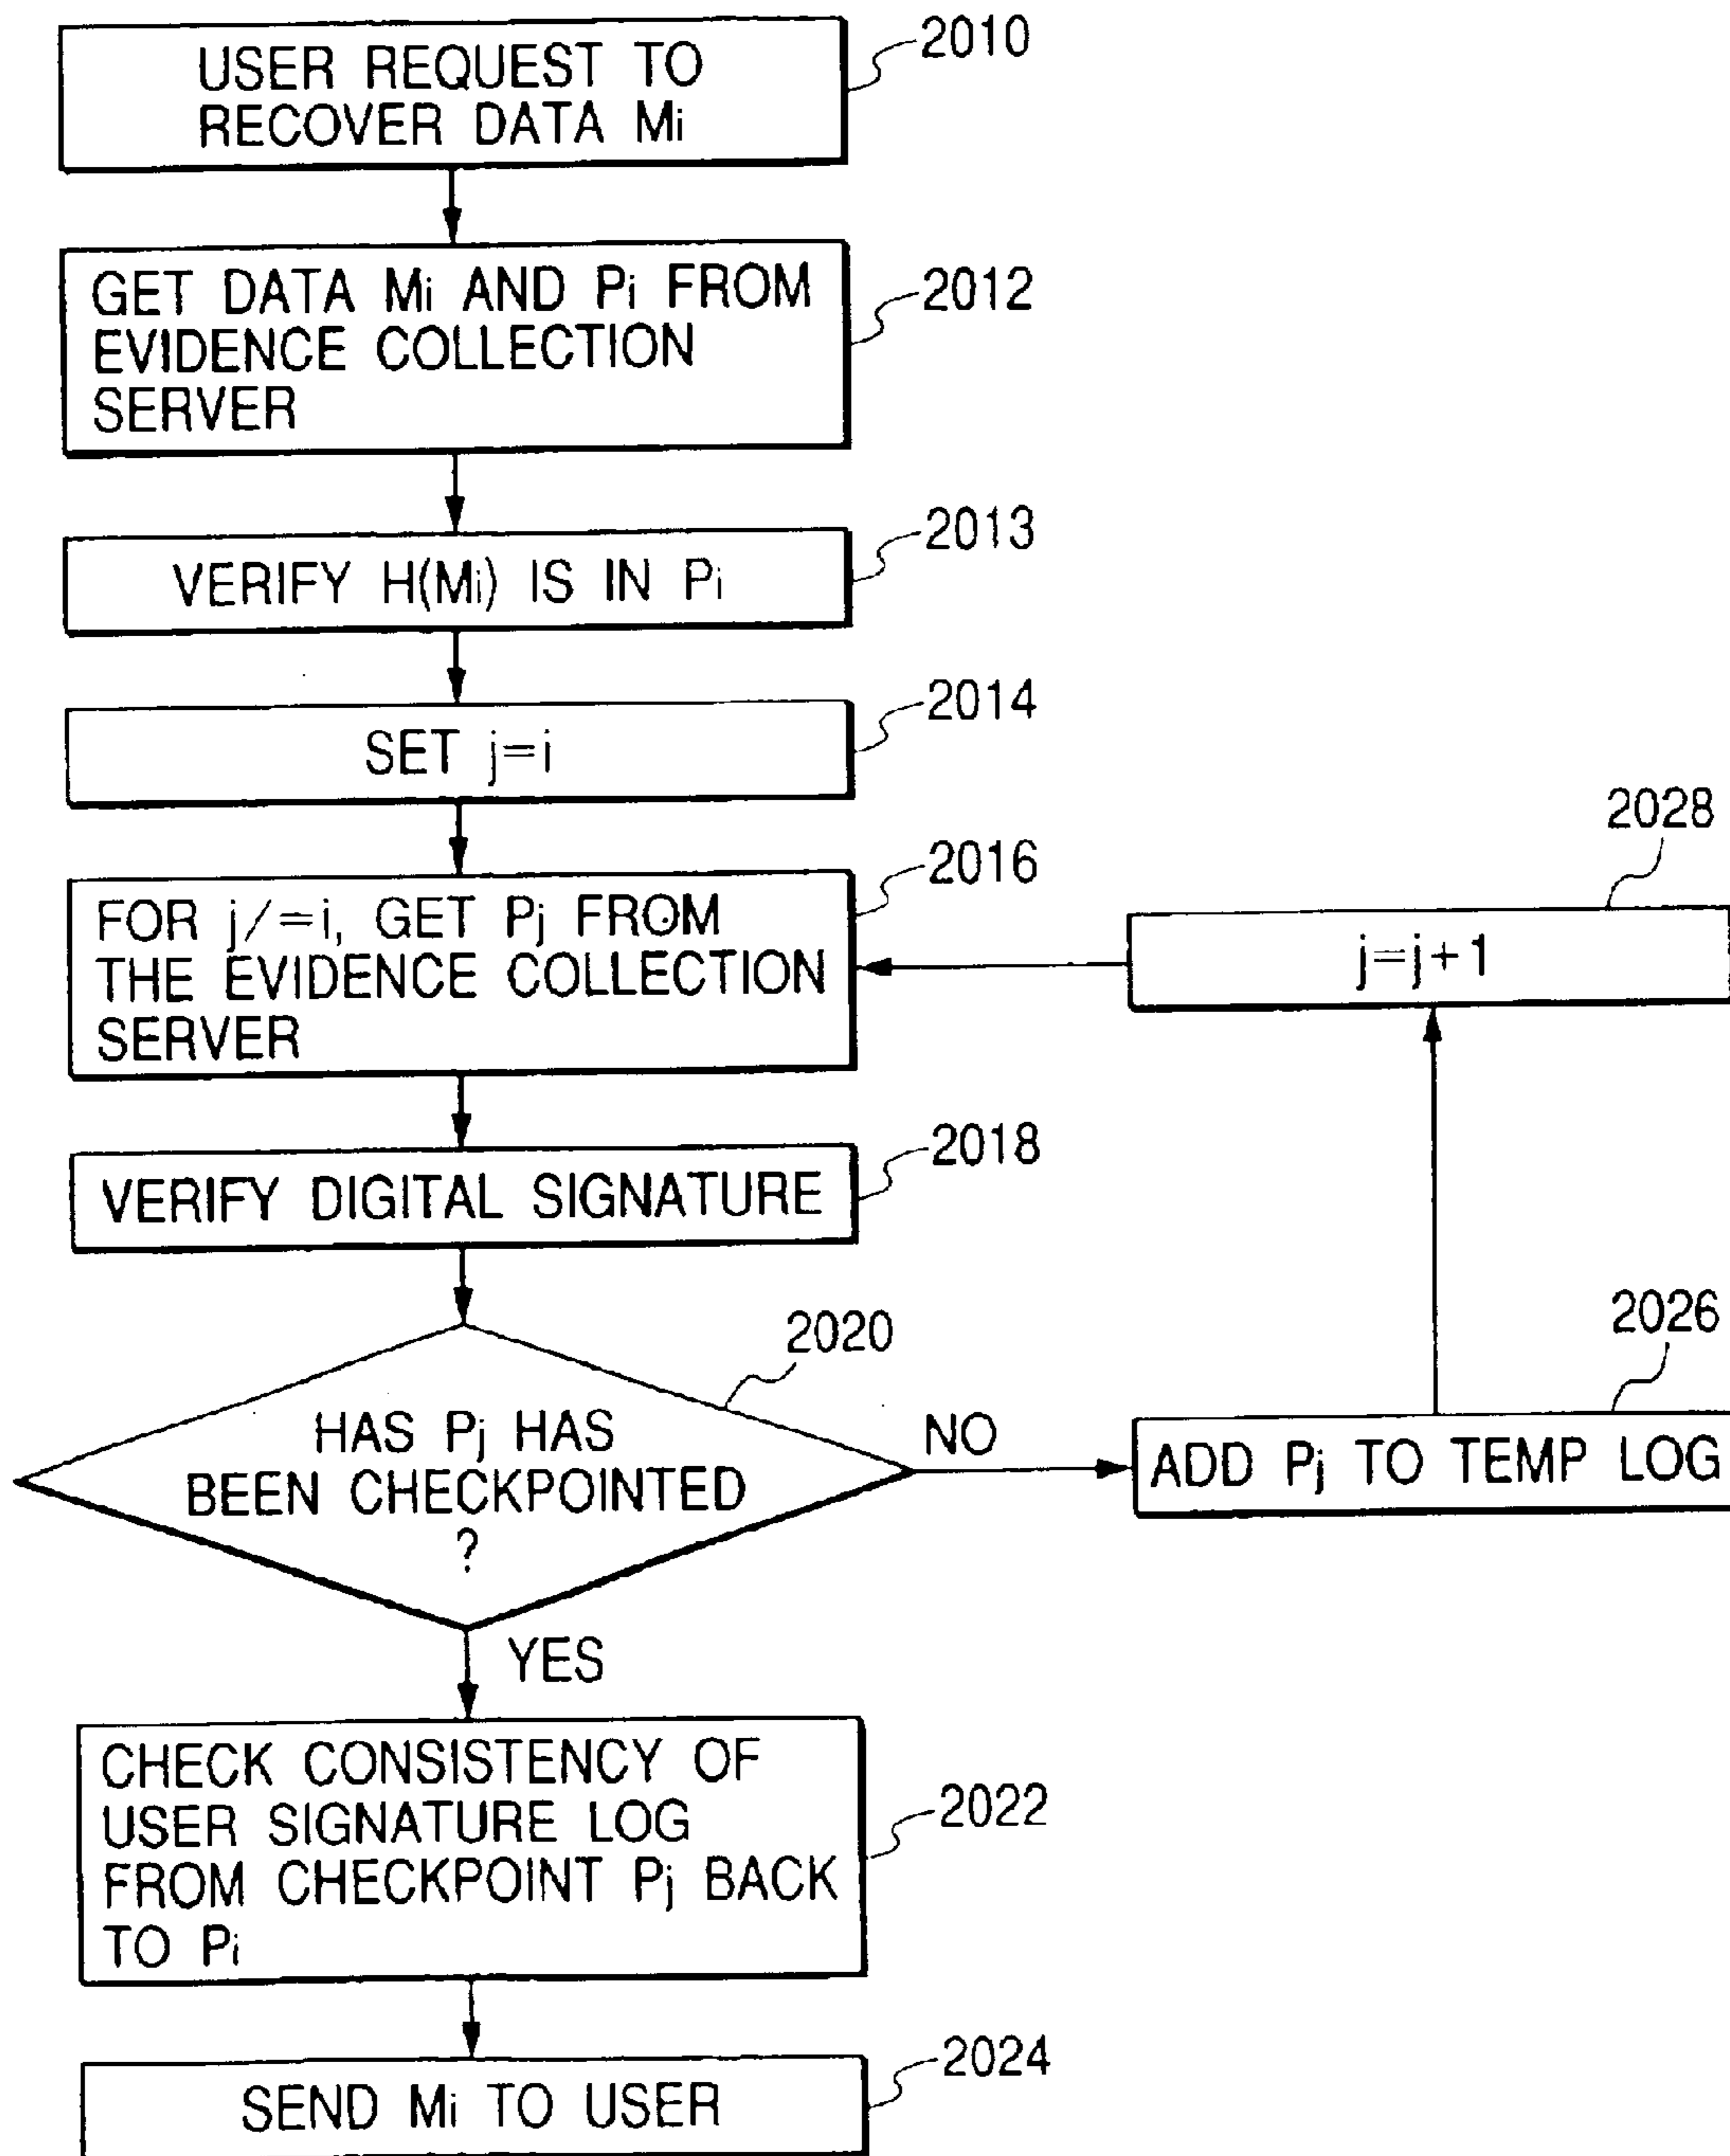 USER REQUEST TO
RECOVER DATA Mi
2010
GET DATA Mi AND Pi FROM
EVIDENCE COLLECTION
SERVER
2012
VERIFY H(Mi) IS IN Pi
2013
SET j=i
2014
FOR j/=i, GET Pj FROM
THE EVIDENCE COLLECTION
SERVER
2016
j=j+1
2028
VERIFY DIGITAL SIGNATURE
2018
HAS Pj HAS
BEEN CHECKPOINTED
?
2020
NO
ADD Pj TO TEMP LOG
2026
YES
CHECK CONSISTENCY OF
USER SIGNATURE LOG
FROM CHECKPOINT Pj BACK
TO Pi
2022
SEND Mi TO USER
2024